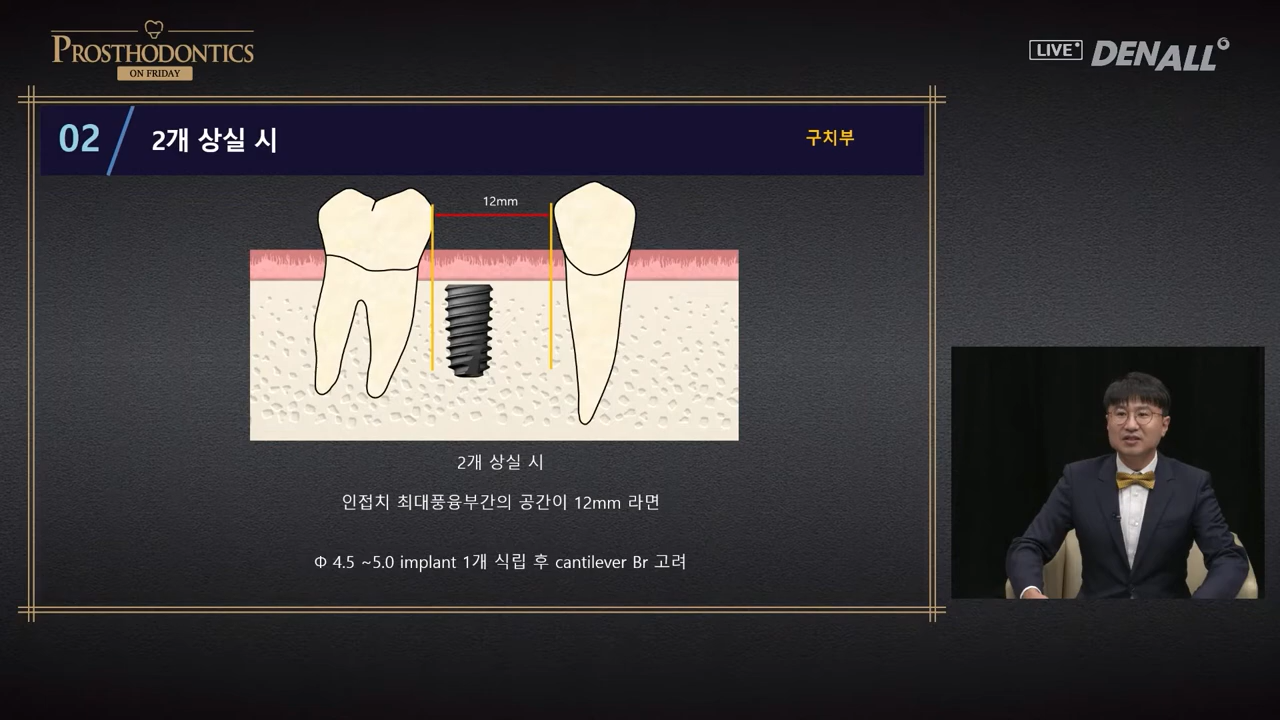 PROSTHODONTICS
ON FRIDAY
LIVE
DENALL
02
2개 상실 시
구치부
12mm
2개 상실 시
인접치 최대풍융부간의 공간이 12mm 라면
Φ 4.5 ~5.0 implant 1개 식립 후 cantilever Br 고려